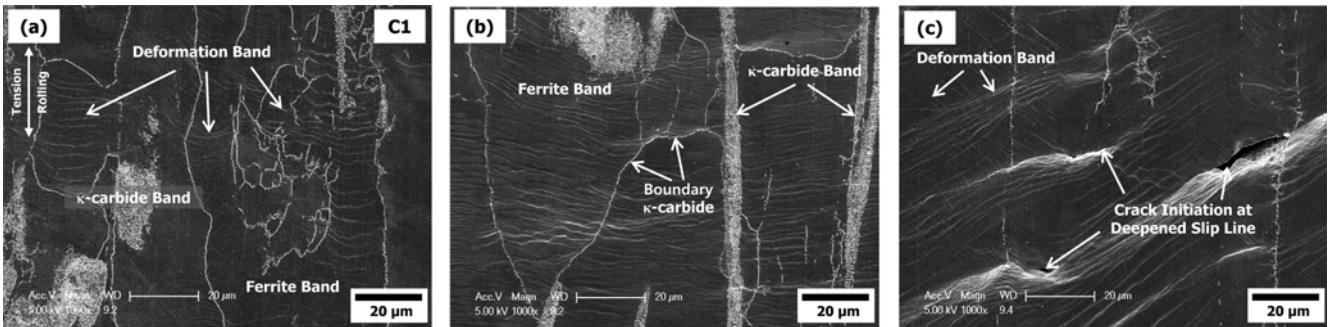 (a)
C1
Deformation Band
Tension
Rolling
κ-carbide Band
Ferrite Band
Acc.V Magn WD 20 μm
5.00 kV 1000x 9.2
20 μm
(b)
Ferrite Band
κ-carbide Band
Boundary
κ-carbide
Acc.V Magn WD 20 μm
5.00 kV 1000x 9.2
20 μm
(c)
Deformation Band
Crack Initiation at
Deepened Slip Line
Acc.V Magn WD 20 μm
5.00 kV 1000x 9.4
20 μm